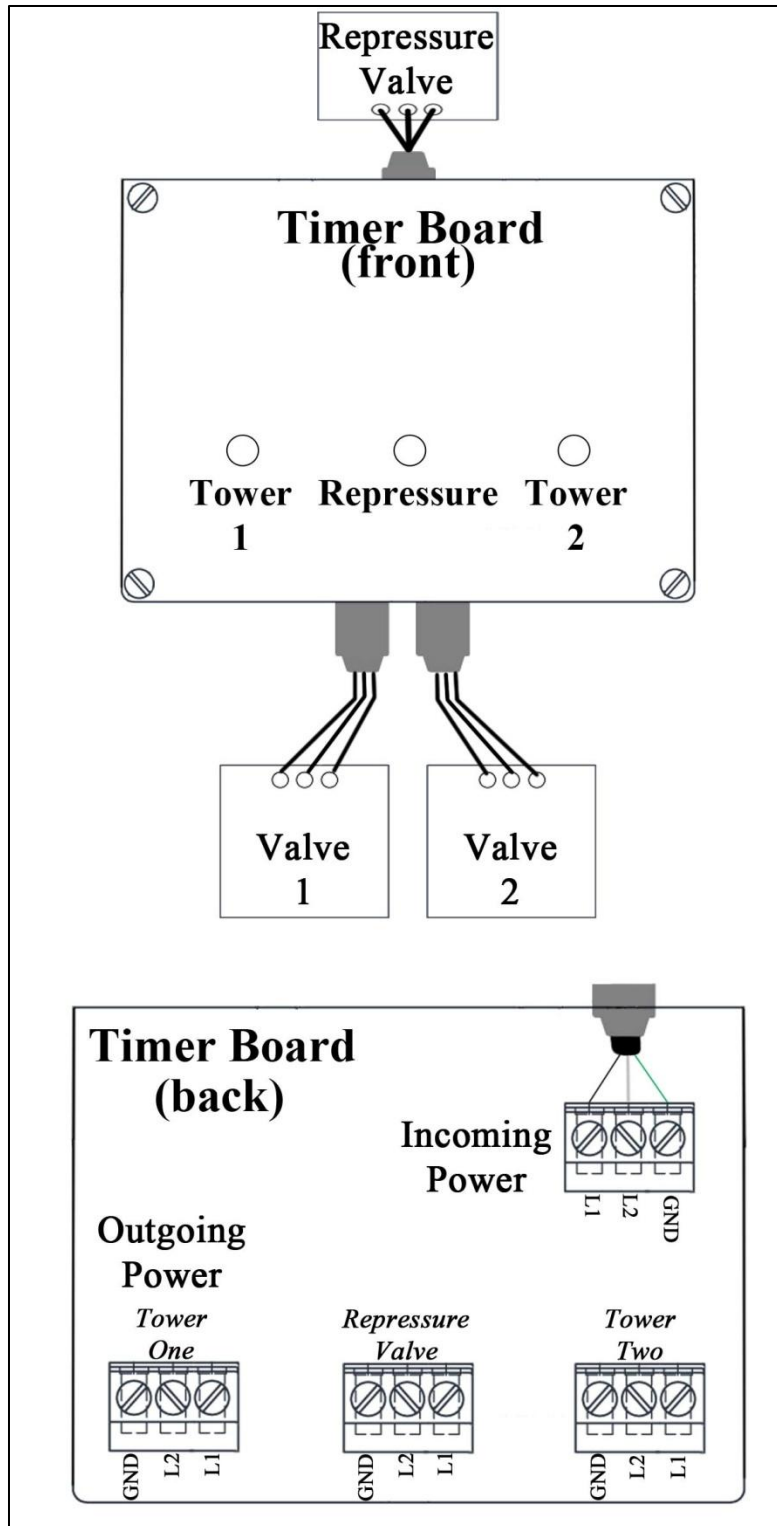 Repressure
Valve
Timer Board
(front)
Tower
1
Repressure
Tower
2
Valve
1
Valve
2
Timer Board
(back)
Incoming
Power
L1
L2
GND
Outgoing
Power
Tower
One
GND
L2
L1
Repressure
Valve
GND
L2
L1
Tower
Two
GND
L2
L1